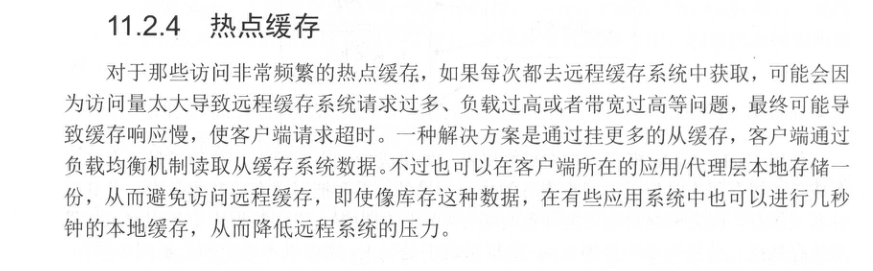 11.2.4 热点缓存
对于那些访问非常频繁的热点缓存，如果每次都去远程缓存系统中获取，可能会因
为访问量太大导致远程缓存系统请求过多、负载过高或者带宽过高等问题，最终可能导
致缓存响应慢，使客户端请求超时。一种解决方案是通过挂更多的从缓存，客户端通过
负载均衡机制读取从缓存系统数据。不过也可以在客户端所在的应用/代理层本地存储一
份，从而避免访问远程缓存，即使像库存这种数据，在有些应用系统中也可以进行几秒
钟的本地缓存，从而降低远程系统的压力。